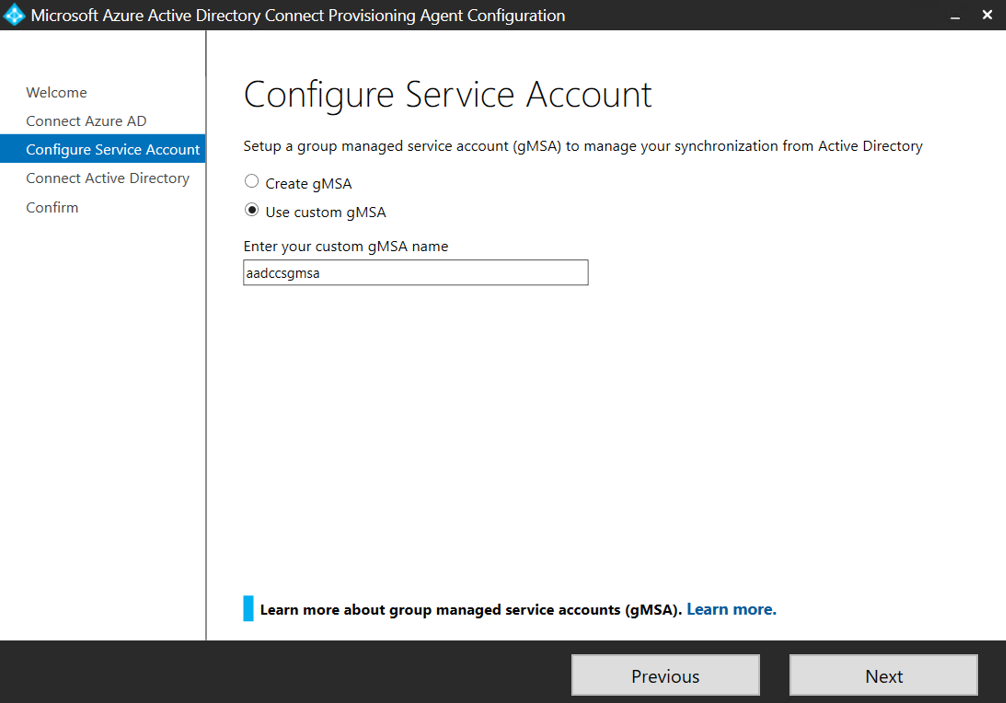 Microsoft Azure Active Directory Connect Provisioning Agent Configuration
Welcome
Connect Azure AD
Configure Service Account
Connect Active Directory
Confirm
Configure Service Account
Setup a group managed service account (gMSA) to manage your synchronization from Active Directory
Create gMSA
Use custom gMSA
Enter your custom gMSA name
aadccsgmsa
Learn more about group managed service accounts (gMSA). Learn more.
Previous
Next